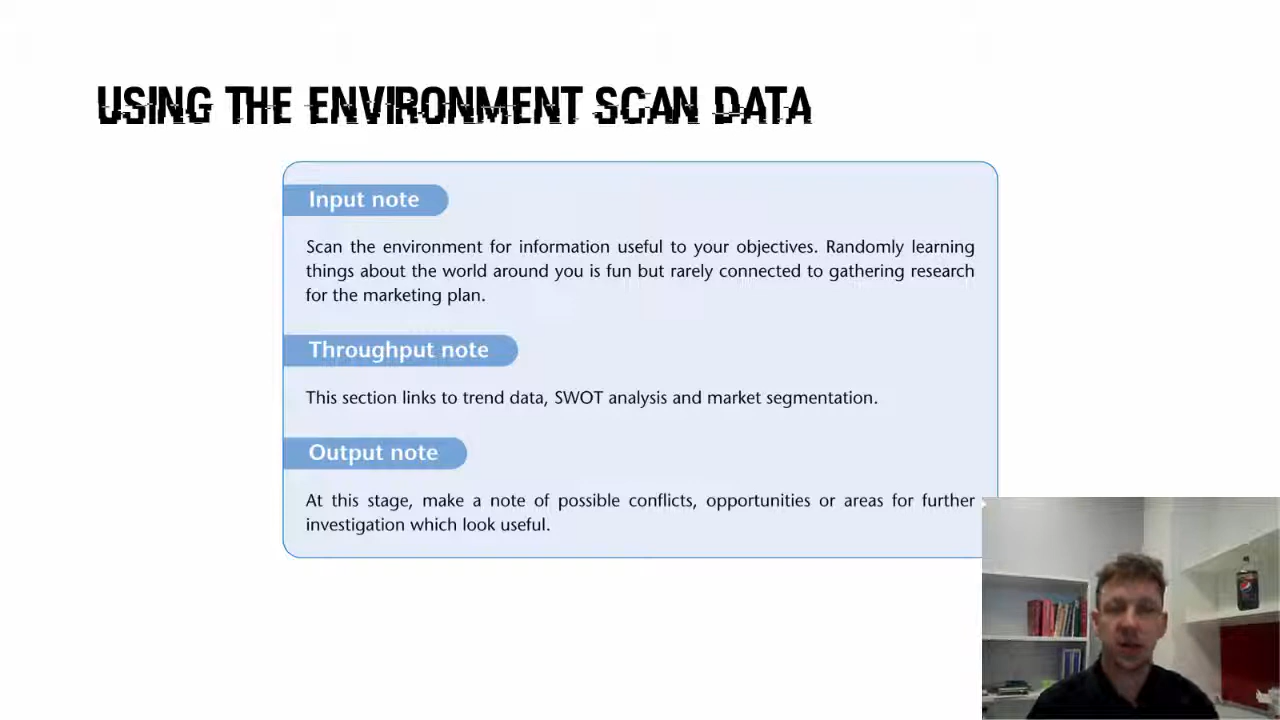 USING THE ENVIRONMENT SCAN DATA
Input note
Scan the environment for information useful to your objectives. Randomly learning
things about the world around you is fun but rarely connected to gathering research
for the marketing plan.
Throughput note
This section links to trend data, SWOT analysis and market segmentation.
Output note
At this stage, make a note of possible conflicts, opportunities or areas for further
investigation which look useful.